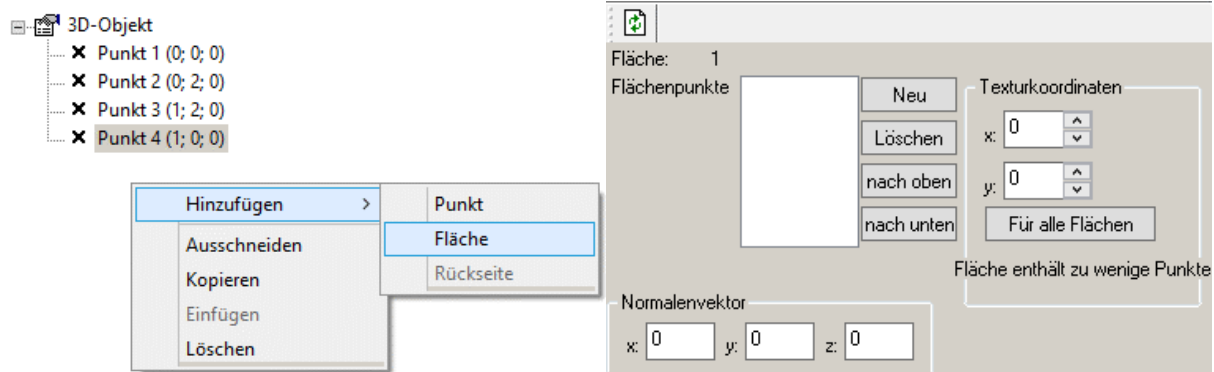 3D-Objekt
Punkt 1 (0; 0; 0)
Punkt 2 (0; 2; 0)
Punkt 3 (1; 2; 0)
Punkt 4 (1; 0; 0)
Hinzufügen >
Ausschneiden
Kopieren
Einfügen
Löschen
Punkt
Fläche
Rückseite
Fläche: 1
Flächenpunkte
Neu
Löschen
nach oben
nach unten
Texturkoordinaten
x: 0
y: 0
Für alle Flächen
Fläche enthält zu wenige Punkte
Normalenvektor
x: 0 y: 0 z: 0